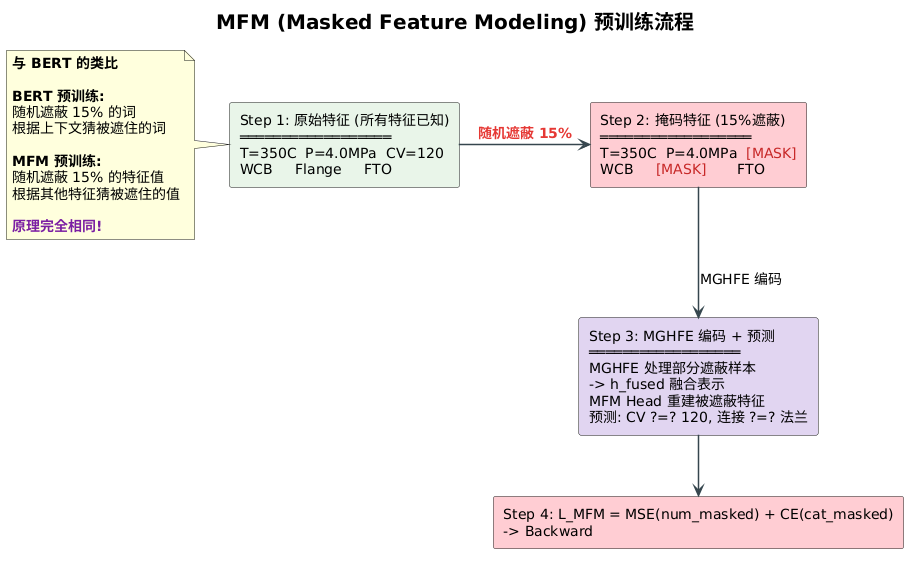 MFM (Masked Feature Modeling) 预训练流程
与 BERT 的类比
BERT 预训练:
随机遮蔽 15% 的词
根据上下文猜被遮住的词
MFM 预训练:
随机遮蔽 15% 的特征值
根据其他特征猜被遮住的值
原理完全相同!
Step 1: 原始特征 (所有特征已知)
══════════════════
T=350C P=4.0MPa CV=120
WCB Flange FTO
随机遮蔽 15%
Step 2: 掩码特征 (15%遮蔽)
══════════════════
T=350C P=4.0MPa [MASK]
WCB [MASK] FTO
MGHFE 编码
Step 3: MGHFE 编码 + 预测
══════════════════
MGHFE 处理部分遮蔽样本
-> h_fused 融合表示
MFM Head 重建被遮蔽特征
预测: CV ?=? 120, 连接 ?=? 法兰
Step 4: L_MFM = MSE(num_masked) + CE(cat_masked)
-> Backward